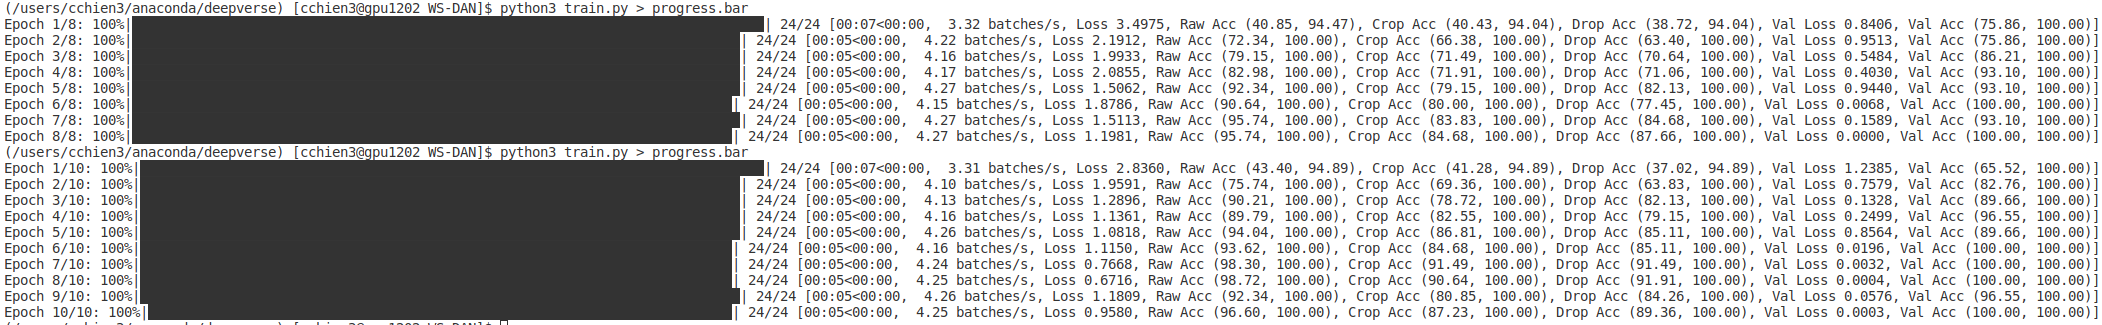 (/users/cchien3/anaconda/deepverse) [cchien3@gpu1202 WS-DAN]$ python3 train.py > progress.bar
Epoch 1/8: 100%| | 24/24 [00:07<00:00, 3.32 batches/s, Loss 3.4975, Raw Acc (40.85, 94.47), Crop Acc (40.43, 94.04), Drop Acc (38.72, 94.04), Val Loss 0.8406, Val Acc (75.86, 100.00)]
Epoch 2/8: 100%| | 24/24 [00:05<00:00, 4.22 batches/s, Loss 2.1912, Raw Acc (72.34, 100.00), Crop Acc (66.38, 100.00), Drop Acc (63.40, 100.00), Val Loss 0.9513, Val Acc (75.86, 100.00)]
Epoch 3/8: 100%| | 24/24 [00:05<00:00, 4.16 batches/s, Loss 1.9933, Raw Acc (79.15, 100.00), Crop Acc (71.49, 100.00), Drop Acc (70.64, 100.00), Val Loss 0.5484, Val Acc (86.21, 100.00)]
Epoch 4/8: 100%| | 24/24 [00:05<00:00, 4.17 batches/s, Loss 2.0855, Raw Acc (82.98, 100.00), Crop Acc (71.91, 100.00), Drop Acc (71.06, 100.00), Val Loss 0.4030, Val Acc (93.10, 100.00)]
Epoch 5/8: 100%| | 24/24 [00:05<00:00, 4.27 batches/s, Loss 1.5062, Raw Acc (92.34, 100.00), Crop Acc (79.15, 100.00), Drop Acc (82.13, 100.00), Val Loss 0.9440, Val Acc (93.10, 100.00)]
Epoch 6/8: 100%| | 24/24 [00:05<00:00, 4.15 batches/s, Loss 1.8786, Raw Acc (90.64, 100.00), Crop Acc (80.00, 100.00), Drop Acc (77.45, 100.00), Val Loss 0.0068, Val Acc (100.00, 100.00)]
Epoch 7/8: 100%| | 24/24 [00:05<00:00, 4.27 batches/s, Loss 1.5113, Raw Acc (95.74, 100.00), Crop Acc (83.83, 100.00), Drop Acc (84.68, 100.00), Val Loss 0.1589, Val Acc (93.10, 100.00)]
Epoch 8/8: 100%| | 24/24 [00:05<00:00, 4.27 batches/s, Loss 1.1981, Raw Acc (95.74, 100.00), Crop Acc (84.68, 100.00), Drop Acc (87.66, 100.00), Val Loss 0.0000, Val Acc (100.00, 100.00)]
(/users/cchien3/anaconda/deepverse) [cchien3@gpu1202 WS-DAN]$ python3 train.py > progress.bar
Epoch 1/10: 100%| | 24/24 [00:07<00:00, 3.31 batches/s, Loss 2.8360, Raw Acc (43.40, 94.89), Crop Acc (41.28, 94.89), Drop Acc (37.02, 94.89), Val Loss 1.2385, Val Acc (65.52, 100.00)]
Epoch 2/10: 100%| | 24/24 [00:05<00:00, 4.10 batches/s, Loss 1.9591, Raw Acc (75.74, 100.00), Crop Acc (69.36, 100.00), Drop Acc (63.83, 100.00), Val Loss 0.7579, Val Acc (82.76, 100.00)]
Epoch 3/10: 100%| | 24/24 [00:05<00:00, 4.13 batches/s, Loss 1.2896, Raw Acc (90.21, 100.00), Crop Acc (78.72, 100.00), Drop Acc (82.13, 100.00), Val Loss 0.1328, Val Acc (89.66, 100.00)]
Epoch 4/10: 100%| | 24/24 [00:05<00:00, 4.16 batches/s, Loss 1.1361, Raw Acc (89.79, 100.00), Crop Acc (82.55, 100.00), Drop Acc (79.15, 100.00), Val Loss 0.2499, Val Acc (96.55, 100.00)]
Epoch 5/10: 100%| | 24/24 [00:05<00:00, 4.26 batches/s, Loss 1.0818, Raw Acc (94.04, 100.00), Crop Acc (86.81, 100.00), Drop Acc (85.11, 100.00), Val Loss 0.8564, Val Acc (89.66, 100.00)]
Epoch 6/10: 100%| | 24/24 [00:05<00:00, 4.16 batches/s, Loss 1.1150, Raw Acc (93.62, 100.00), Crop Acc (84.68, 100.00), Drop Acc (85.11, 100.00), Val Loss 0.0196, Val Acc (100.00, 100.00)]
Epoch 7/10: 100%| | 24/24 [00:05<00:00, 4.24 batches/s, Loss 0.7668, Raw Acc (98.30, 100.00), Crop Acc (91.49, 100.00), Drop Acc (91.49, 100.00), Val Loss 0.0032, Val Acc (100.00, 100.00)]
Epoch 8/10: 100%| | 24/24 [00:05<00:00, 4.25 batches/s, Loss 0.6716, Raw Acc (98.72, 100.00), Crop Acc (90.64, 100.00), Drop Acc (91.91, 100.00), Val Loss 0.0004, Val Acc (100.00, 100.00)]
Epoch 9/10: 100%| | 24/24 [00:05<00:00, 4.26 batches/s, Loss 1.1809, Raw Acc (92.34, 100.00), Crop Acc (80.85, 100.00), Drop Acc (84.26, 100.00), Val Loss 0.0576, Val Acc (96.55, 100.00)]
Epoch 10/10: 100%| | 24/24 [00:05<00:00, 4.25 batches/s, Loss 0.9580, Raw Acc (96.60, 100.00), Crop Acc (87.23, 100.00), Drop Acc (89.36, 100.00), Val Loss 0.0003, Val Acc (100.00, 100.00)]